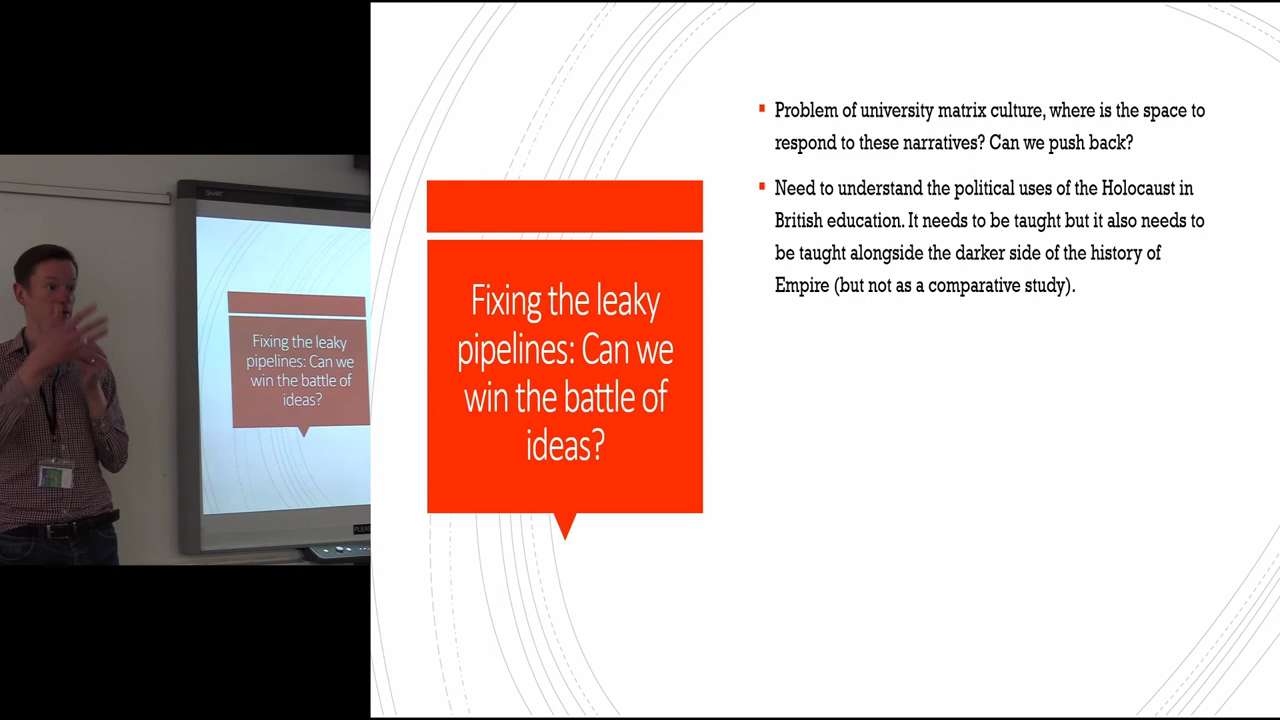 Problem of university matrix culture, where is the space to
respond to these narratives? Can we push back?
Need to understand the political uses of the Holocaust in
British education. It needs to be taught but it also needs to
be taught alongside the darker side of the history of
Empire (but not as a comparative study).
Fixing the leaky
pipelines: Can we
win the battle of
ideas?
SMART
Fixing the leaky
pipelines: Can we
win the battle of
ideas?